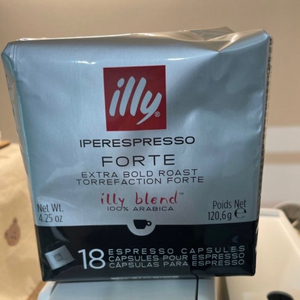 illy
IPERESPRESSO
FORTE
EXTRA BOLD ROAST
TORREFACTION FORTE
illy blend™
100% ARABICA
Net Wt.
4.25 oz
Poids Net
120,6g e
18 ESPRESSO CAPSULES
CAPSULES POUR ESPRESSO
CÁPSULAS PARA ESPRESSO